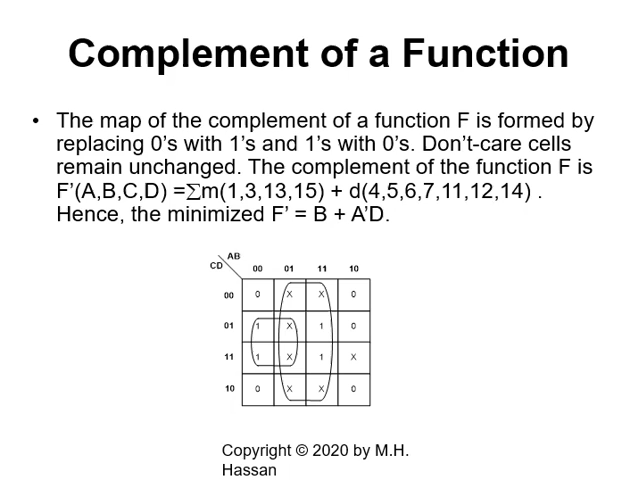 Complement of a Function
• The map of the complement of a function F is formed by
replacing 0’s with 1’s and 1’s with 0’s. Don’t-care cells
remain unchanged. The complement of the function F is
F’(A,B,C,D) =∑m(1,3,13,15) + d(4,5,6,7,11,12,14) .
Hence, the minimized F’ = B + A’D.
AB
CD
00 01 11 10
00 0 X X 0
01 1 X 1 0
11 1 X 1 X
10 0 X X 0
Copyright © 2020 by M.H.
Hassan